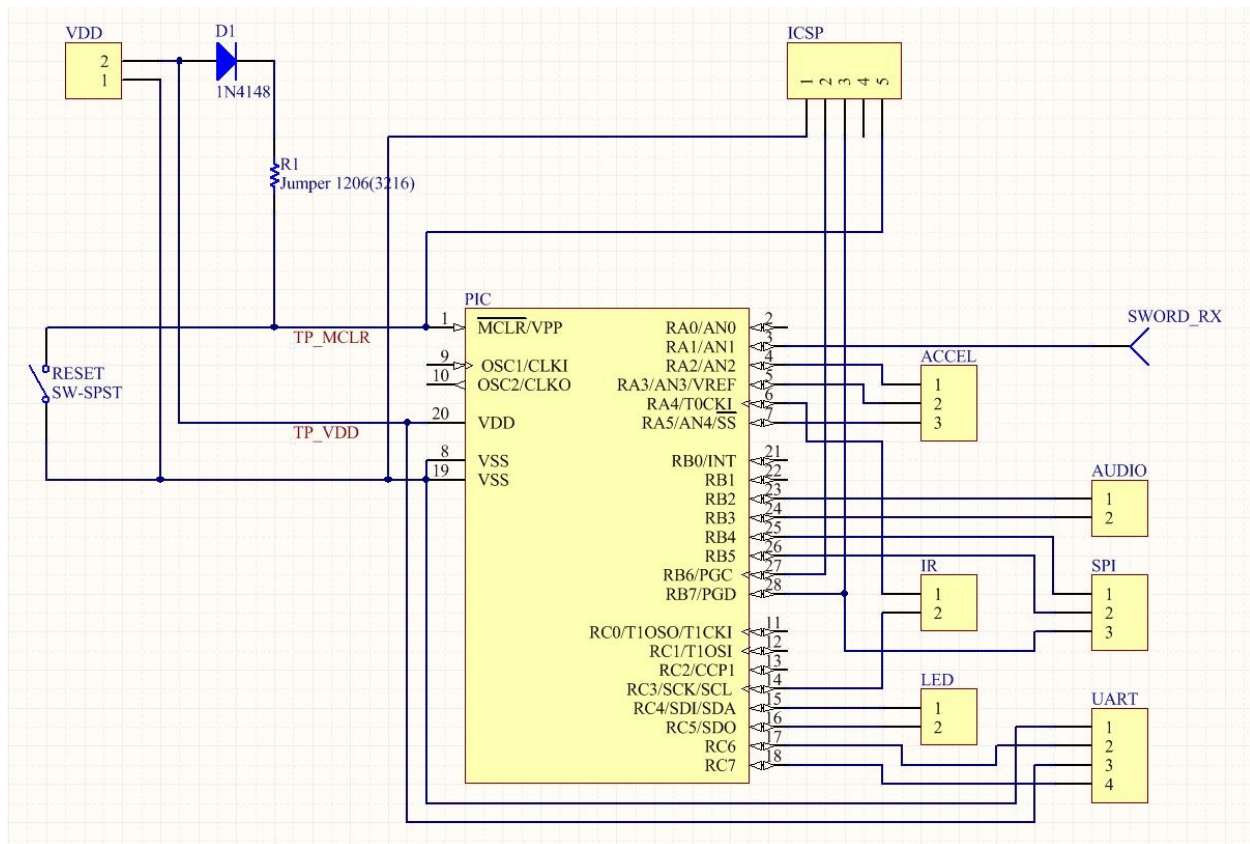 VDD
2
1
D1
1N4148
R1
Jumper 1206(3216)
ICSP
1 2 3 4 5
PIC
1 MCLR/VPP
9 OSC1/CLKI
10 OSC2/CLKO
20 VDD
8 VSS
19 VSS
TP_MCLR
TP_VDD
RESET
SW-SPST
RA0/AN0 2
RA1/AN1 3
RA2/AN2 4
RA3/AN3/VREF 5
RA4/T0CKI 6
RA5/AN4/SS 7
RB0/INT 21
RB1 22
RB2 23
RB3 24
RB4 25
RB5 26
RB6/PGC 27
RB7/PGD 28
RC0/T1OSO/T1CKI 11
RC1/T1OSI 12
RC2/CCP1 13
RC3/SCK/SCL 14
RC4/SDI/SDA 15
RC5/SDO 16
RC6 17
RC7 18
SWORD_RX
ACCEL
1
2
3
AUDIO
1
2
IR
1
2
SPI
1
2
3
LED
1
2
UART
1
2
3
4